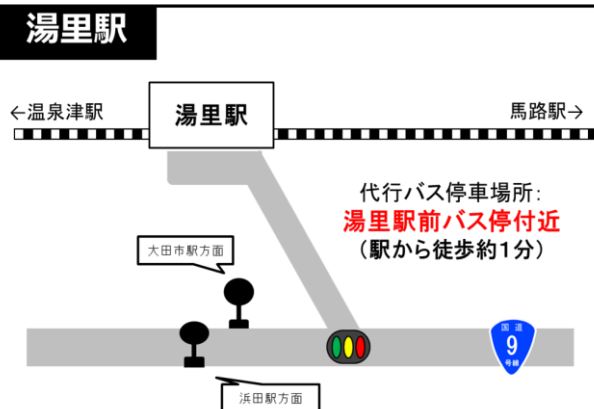 湯里駅
←温泉津駅
湯里駅
馬路駅→
代行バス停車場所:
湯里駅前バス停付近
(駅から徒歩約1分)
大田市駅方面
国道
9
号線
浜田駅方面